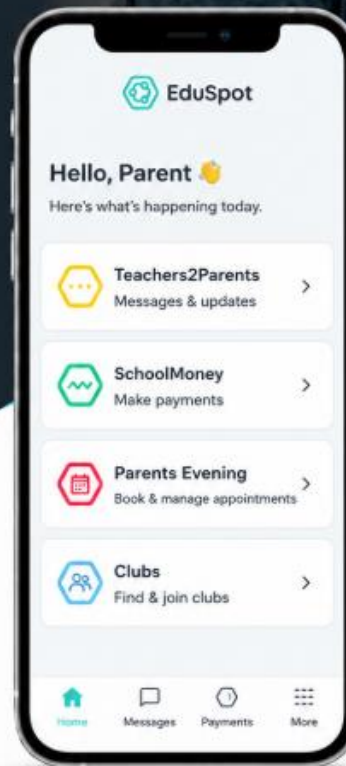 EduSpot
Hello, Parent 👋
Here's what's happening today.
Teachers2Parents
Messages & updates
SchoolMoney
Make payments
Parents Evening
Book & manage appointments
Clubs
Find & join clubs
Home
Messages
Payments
More